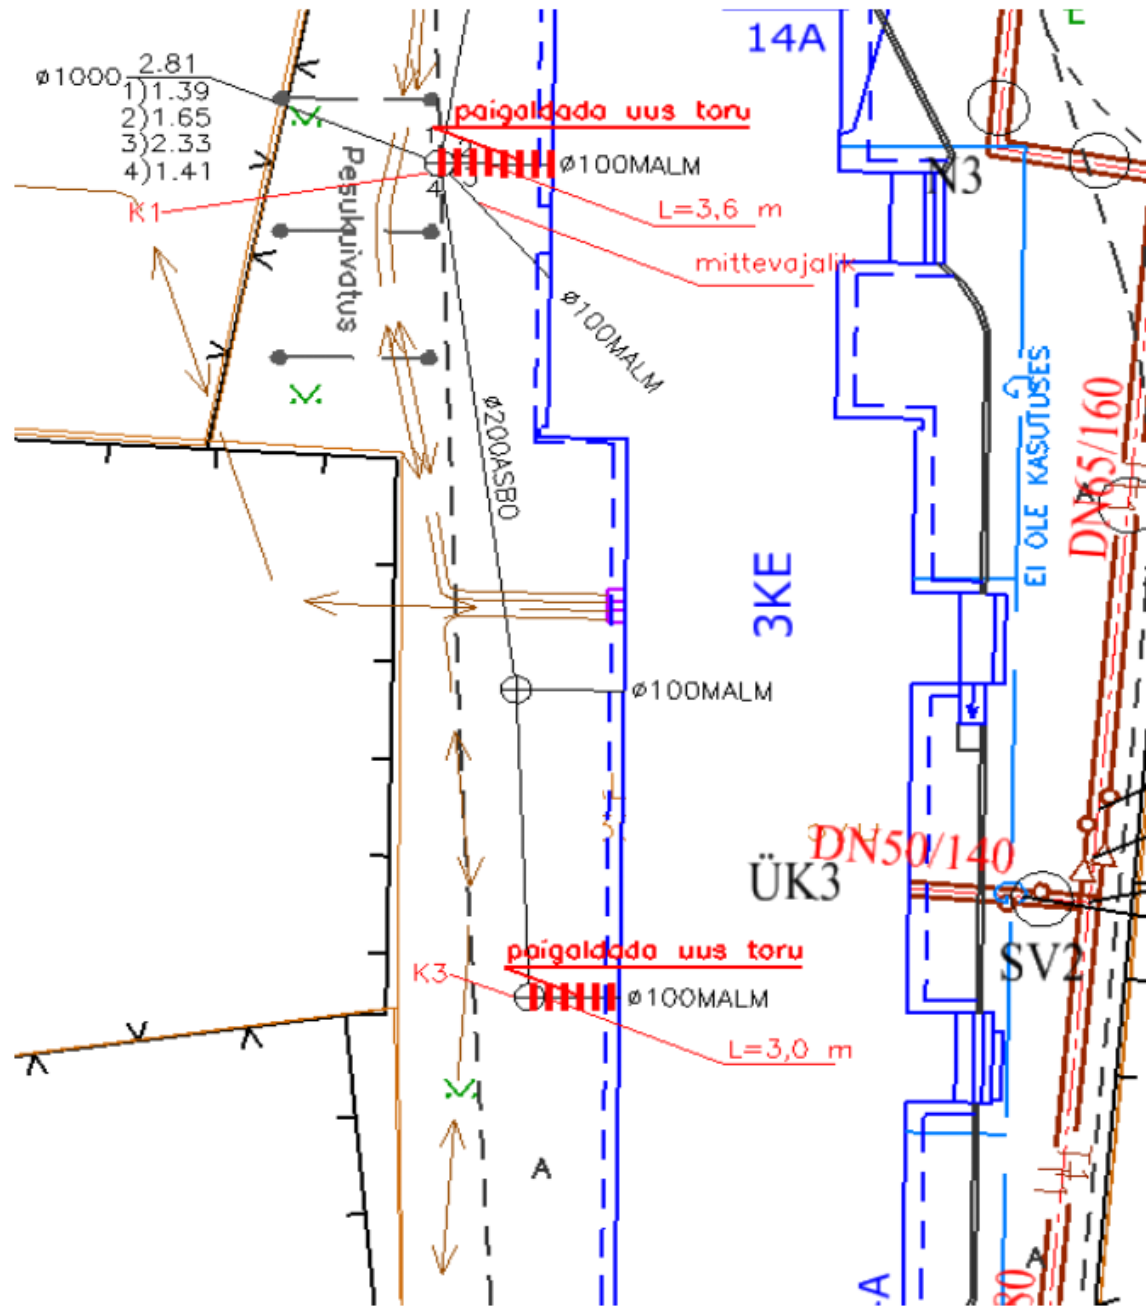 14A
ø1000 2.81
1)1.39
2)1.65
3)2.33
4)1.41
paigaldada uus toru
1
3
4
ø100MALM
N3
K1
L=3,6 m
Pesukuivatus
mittevajalik
ø100MALM
ø200ASBO
EI OLE KASUTUSES
DN65/160
A
3KE
ø100MALM
DN50/140
ÜK3
SV2
paigaldada uus toru
K3
ø100MALM
L=3,0 m
A
A